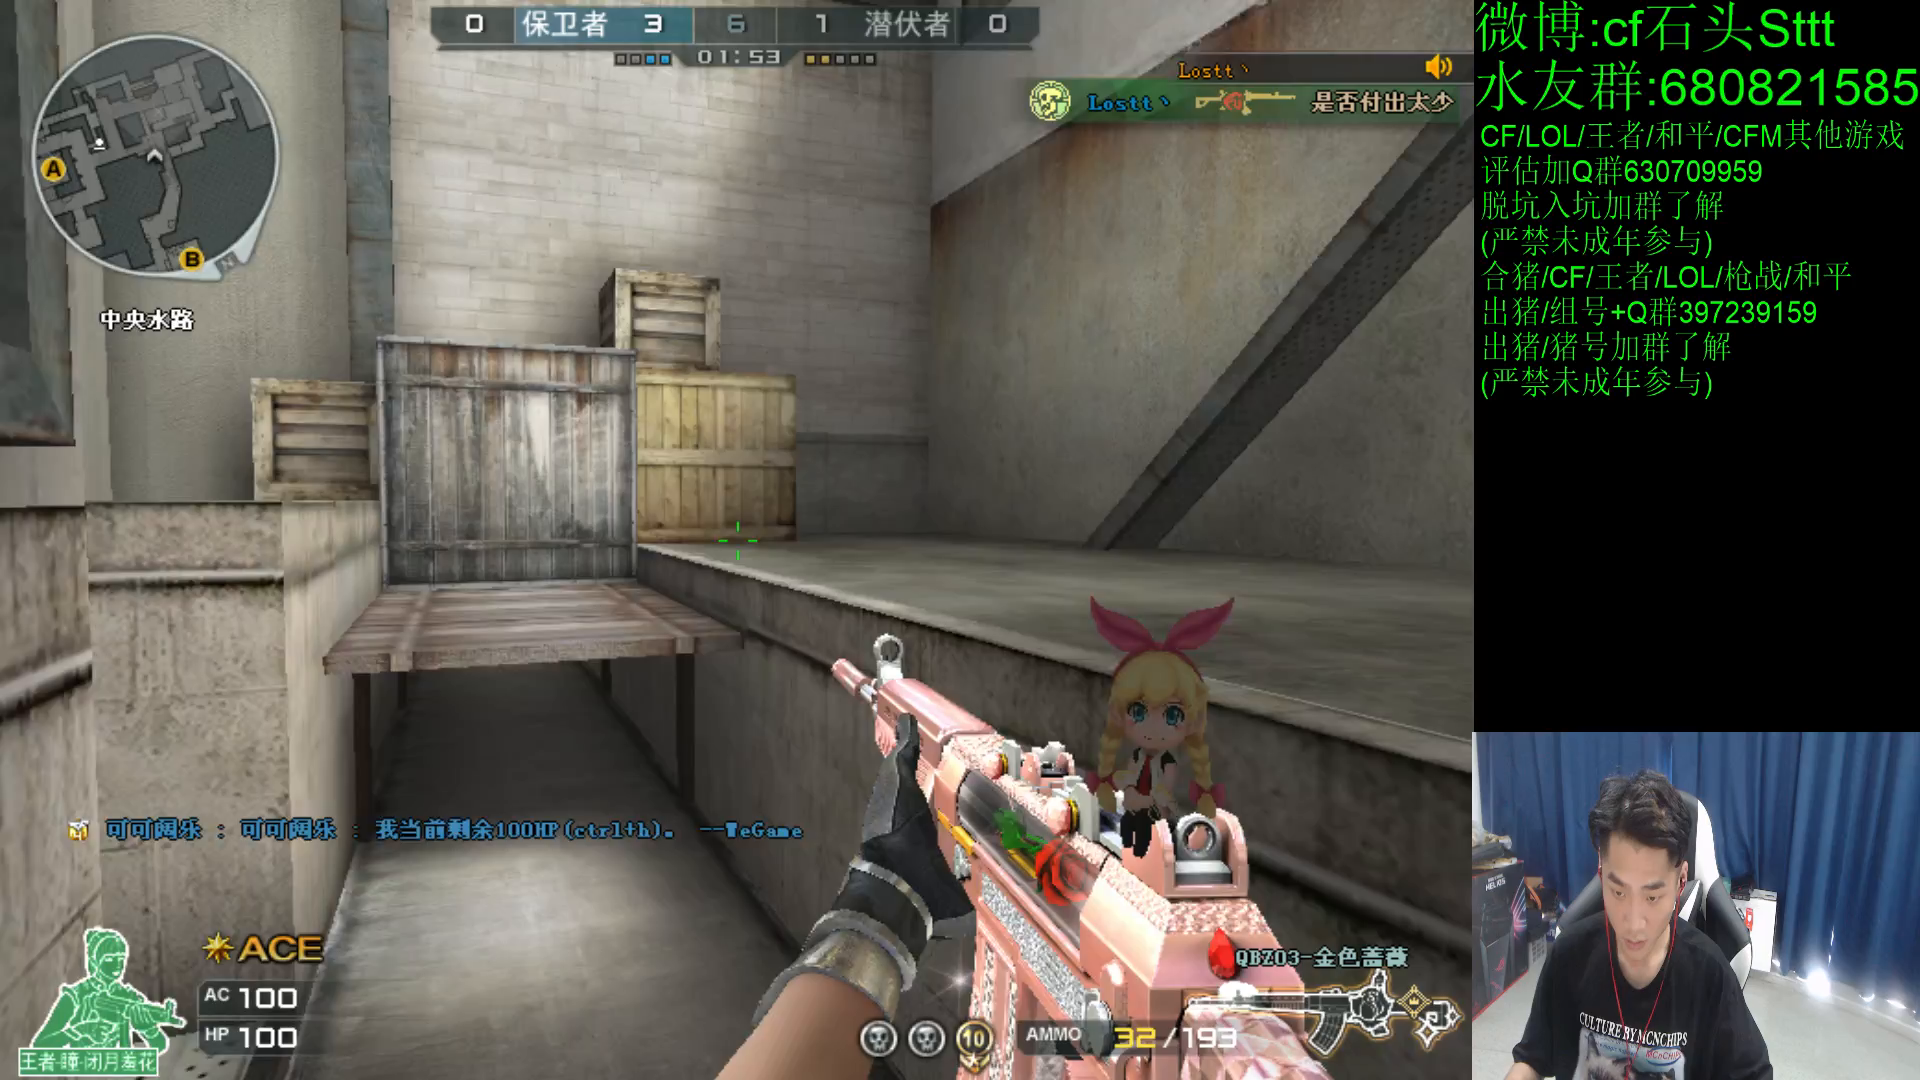 0 保卫者 3 6 1 潜伏者 0
01:53
Lostt丶
Lostt丶 是否付出太少
A
B
N
中央水路
可可阔乐 : 可可阔乐 : 我当前剩余100HP(ctrl+h)。 --WeGame
ACE
AC 100
HP 100
王者·瞳·闭月羞花
10
AMMO 32/193
QBZ03-金色蔷薇
微博:cf石头Sttt
水友群:680821585
CF/LOL/王者/和平/CFM其他游戏
评估加Q群630709959
脱坑入坑加群了解
(严禁未成年参与)
合猪/CF/王者/LOL/枪战/和平
出猪/组号+Q群397239159
出猪/猪号加群了解
(严禁未成年参与)
HELIOS
CULTURE BY MCNCHIPS
MCNCHIPS